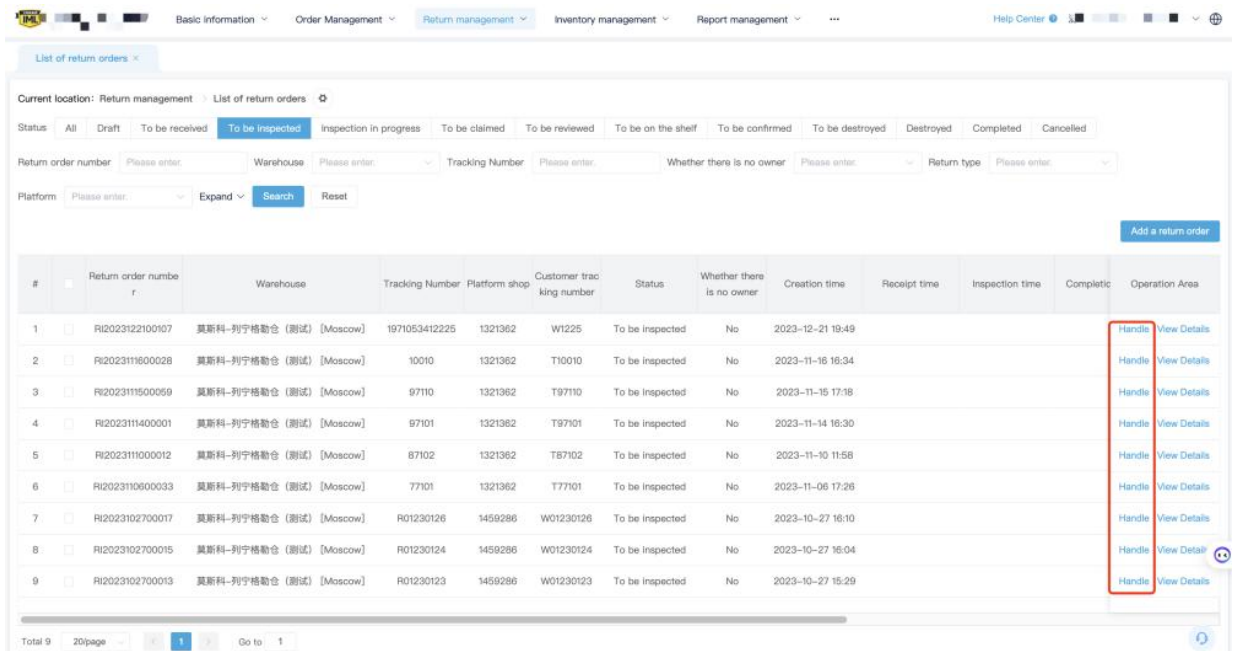 IML
Basic information Order Management Return management Inventory management Report management ... Help Center
List of return orders ×
Current location: Return management > List of return orders
Status All Draft To be received To be inspected Inspection in progress To be claimed To be reviewed To be on the shelf To be confirmed To be destroyed Destroyed Completed Cancelled
Return order number Please enter. Warehouse Please enter. Tracking Number Please enter. Whether there is no owner Please enter. Return type Please enter.
Platform Please enter. Expand Search Reset
Add a return order
# Return order numbe
r Warehouse Tracking Number Platform shop Customer trac
king number Status Whether there
is no owner Creation time Receipt time Inspection time Completic Operation Area
1 RI2023122100107 莫斯科-列宁格勒仓（测试）[Moscow] 1971053412225 1321362 W1225 To be inspected No 2023-12-21 19:49 Handle View Details
2 RI2023111600028 莫斯科-列宁格勒仓（测试）[Moscow] 10010 1321362 T10010 To be inspected No 2023-11-16 16:34 Handle View Details
3 RI2023111500059 莫斯科-列宁格勒仓（测试）[Moscow] 97110 1321362 T97110 To be inspected No 2023-11-15 17:18 Handle View Details
4 RI2023111400001 莫斯科-列宁格勒仓（测试）[Moscow] 97101 1321362 T97101 To be inspected No 2023-11-14 16:30 Handle View Details
5 RI2023111000012 莫斯科-列宁格勒仓（测试）[Moscow] 87102 1321362 T87102 To be inspected No 2023-11-10 11:58 Handle View Details
6 RI2023110600033 莫斯科-列宁格勒仓（测试）[Moscow] 77101 1321362 T77101 To be inspected No 2023-11-06 17:26 Handle View Details
7 RI2023102700017 莫斯科-列宁格勒仓（测试）[Moscow] R01230126 1459286 W01230126 To be inspected No 2023-10-27 16:10 Handle View Details
8 RI2023102700015 莫斯科-列宁格勒仓（测试）[Moscow] R01230124 1459286 W01230124 To be inspected No 2023-10-27 16:04 Handle View Details
9 RI2023102700013 莫斯科-列宁格勒仓（测试）[Moscow] R01230123 1459286 W01230123 To be inspected No 2023-10-27 15:29 Handle View Details
Total 9 20/page < 1 > Go to 1